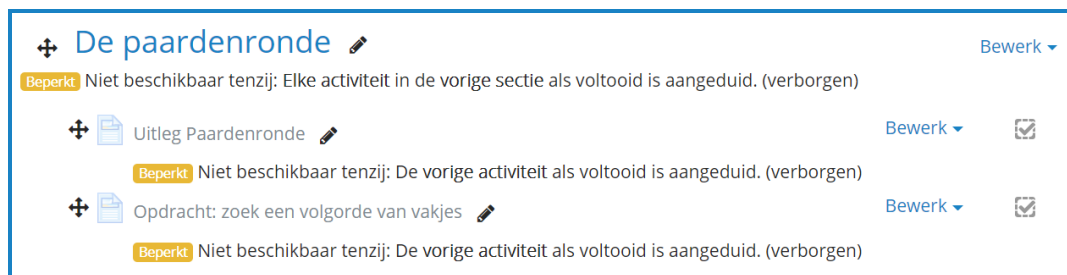 De paardenronde Bewerk
Beperkt Niet beschikbaar tenzij: Elke activiteit in de vorige sectie als voltooid is aangeduid. (verborgen)
Uitleg Paardenronde Bewerk
Beperkt Niet beschikbaar tenzij: De vorige activiteit als voltooid is aangeduid. (verborgen)
Opdracht: zoek een volgorde van vakjes Bewerk
Beperkt Niet beschikbaar tenzij: De vorige activiteit als voltooid is aangeduid. (verborgen)